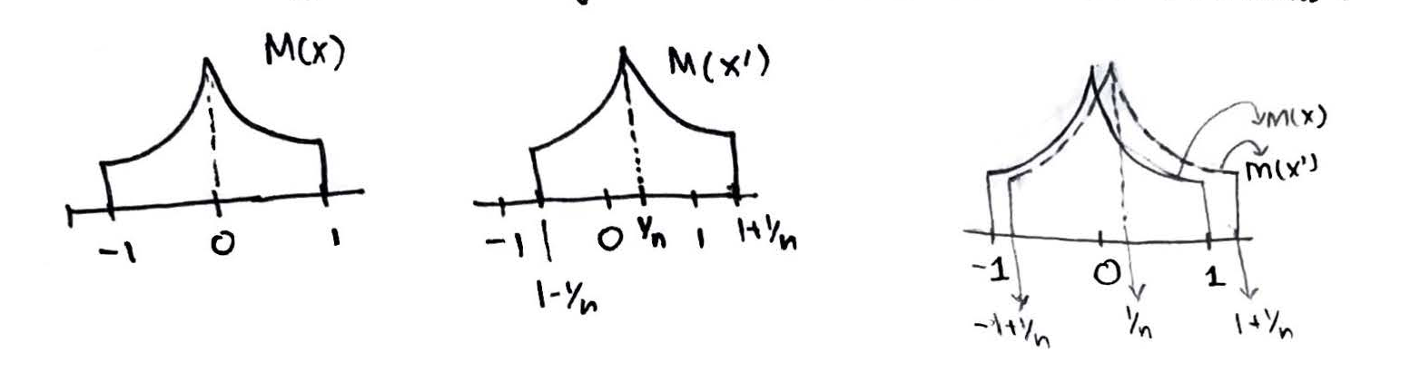 M(x)
-1 0 1
M(x')
-1 0 1/n 1 1+1/n
1-1/n
M(x)
M(x')
-1 0 1
-1+1/n 1/n 1+1/n